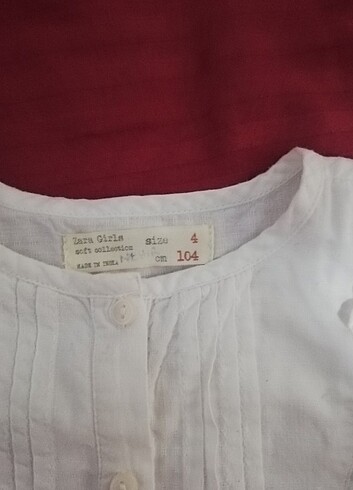 Zara Girls size 4
soft collection
MADE IN INDIA cm 104